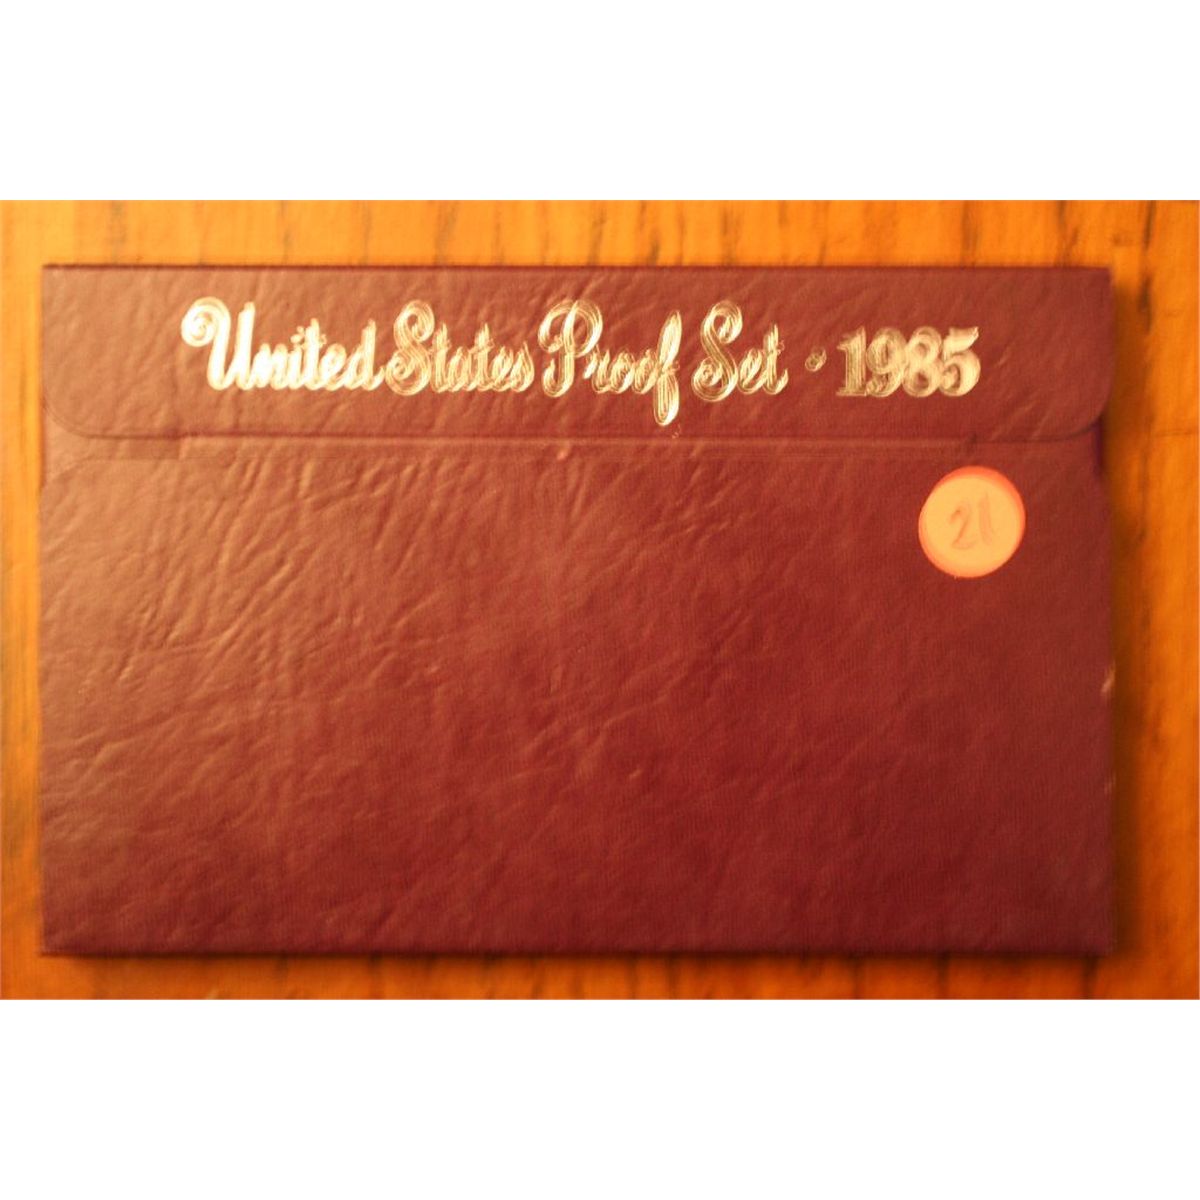 United States Proof Set • 1985
21